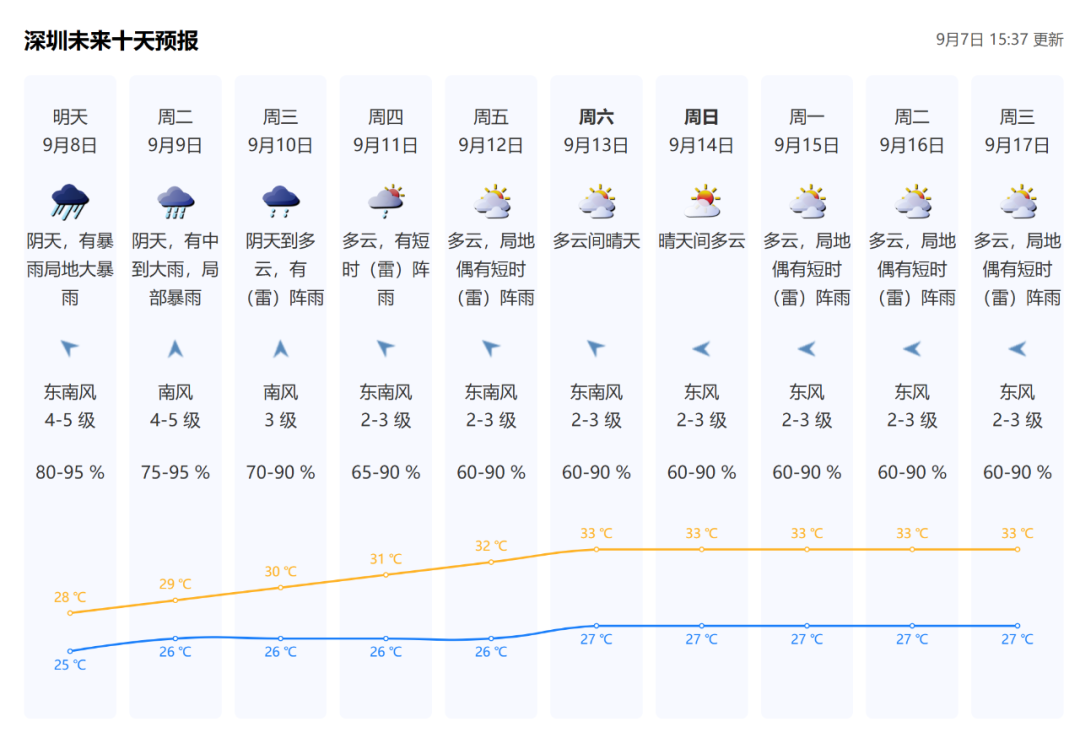 深圳未来十天预报
9月7日 15:37 更新
明天
9月8日
阴天，有暴
雨局地大暴
雨
东南风
4-5 级
80-95 %
28 ℃
25 ℃
周二
9月9日
阴天，有中
到大雨，局
部暴雨
南风
4-5 级
75-95 %
29 ℃
26 ℃
周三
9月10日
阴天到多
云，有
（雷）阵雨
南风
3 级
70-90 %
30 ℃
26 ℃
周四
9月11日
多云，有短
时（雷）阵
雨
东南风
2-3 级
65-90 %
31 ℃
26 ℃
周五
9月12日
多云，局地
偶有短时
（雷）阵雨
东南风
2-3 级
60-90 %
32 ℃
26 ℃
周六
9月13日
多云间晴天
东南风
2-3 级
60-90 %
33 ℃
27 ℃
周日
9月14日
晴天间多云
东风
2-3 级
60-90 %
33 ℃
27 ℃
周一
9月15日
多云，局地
偶有短时
（雷）阵雨
东风
2-3 级
60-90 %
33 ℃
27 ℃
周二
9月16日
多云，局地
偶有短时
（雷）阵雨
东风
2-3 级
60-90 %
33 ℃
27 ℃
周三
9月17日
多云，局地
偶有短时
（雷）阵雨
东风
2-3 级
60-90 %
33 ℃
27 ℃